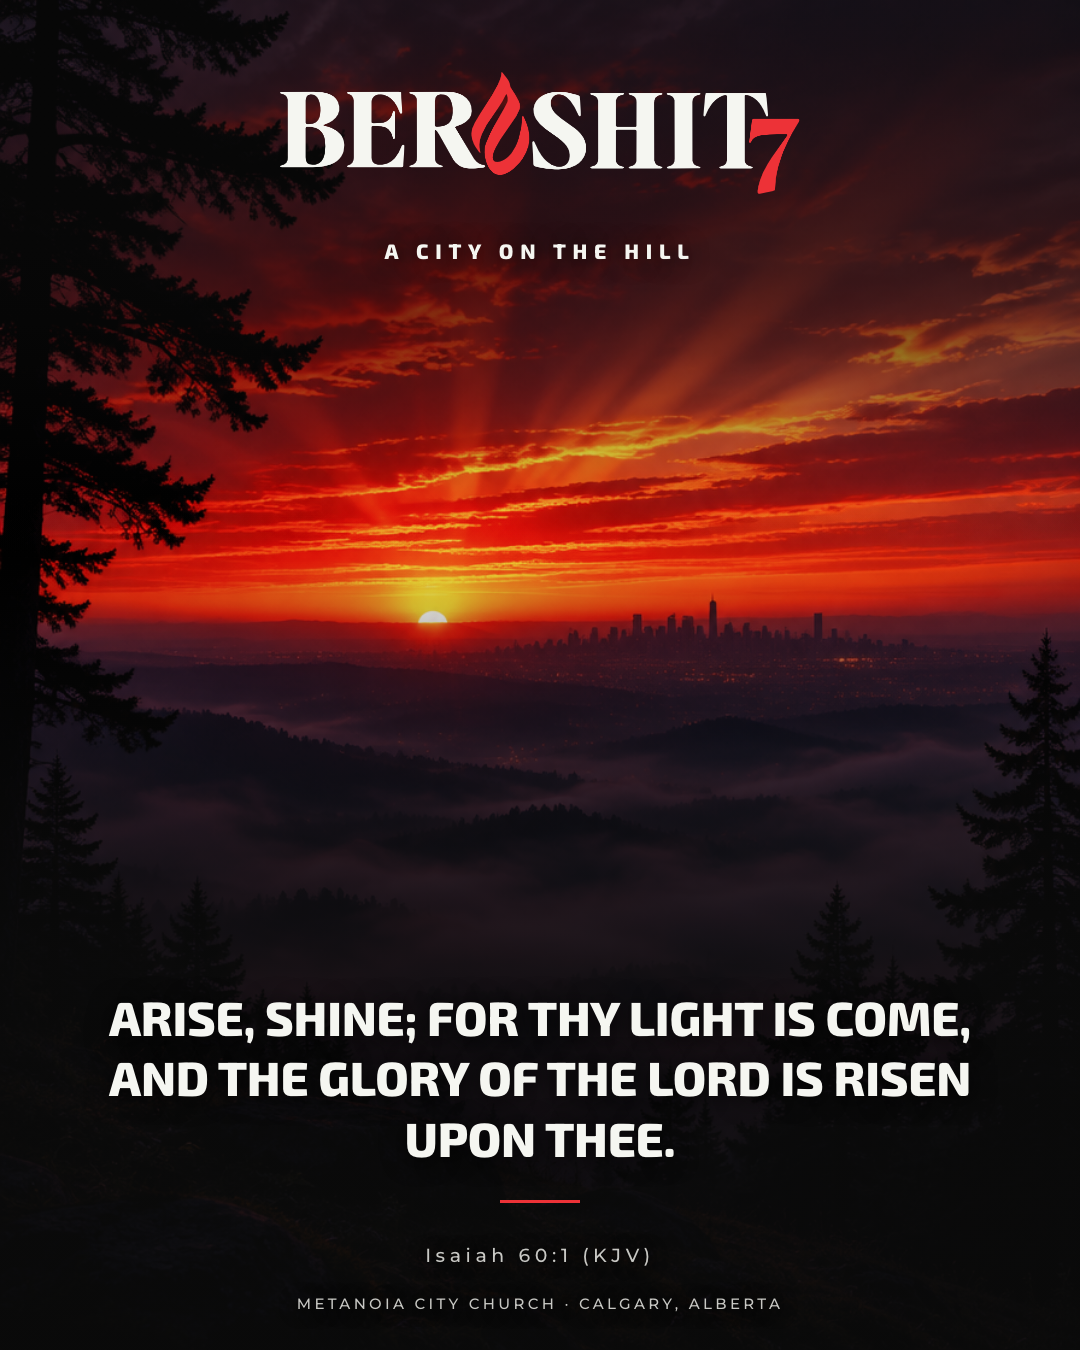 BERESHIT7
A CITY ON THE HILL
ARISE, SHINE; FOR THY LIGHT IS COME,
AND THE GLORY OF THE LORD IS RISEN
UPON THEE.
Isaiah 60:1 (KJV)
METANOIA CITY CHURCH · CALGARY, ALBERTA